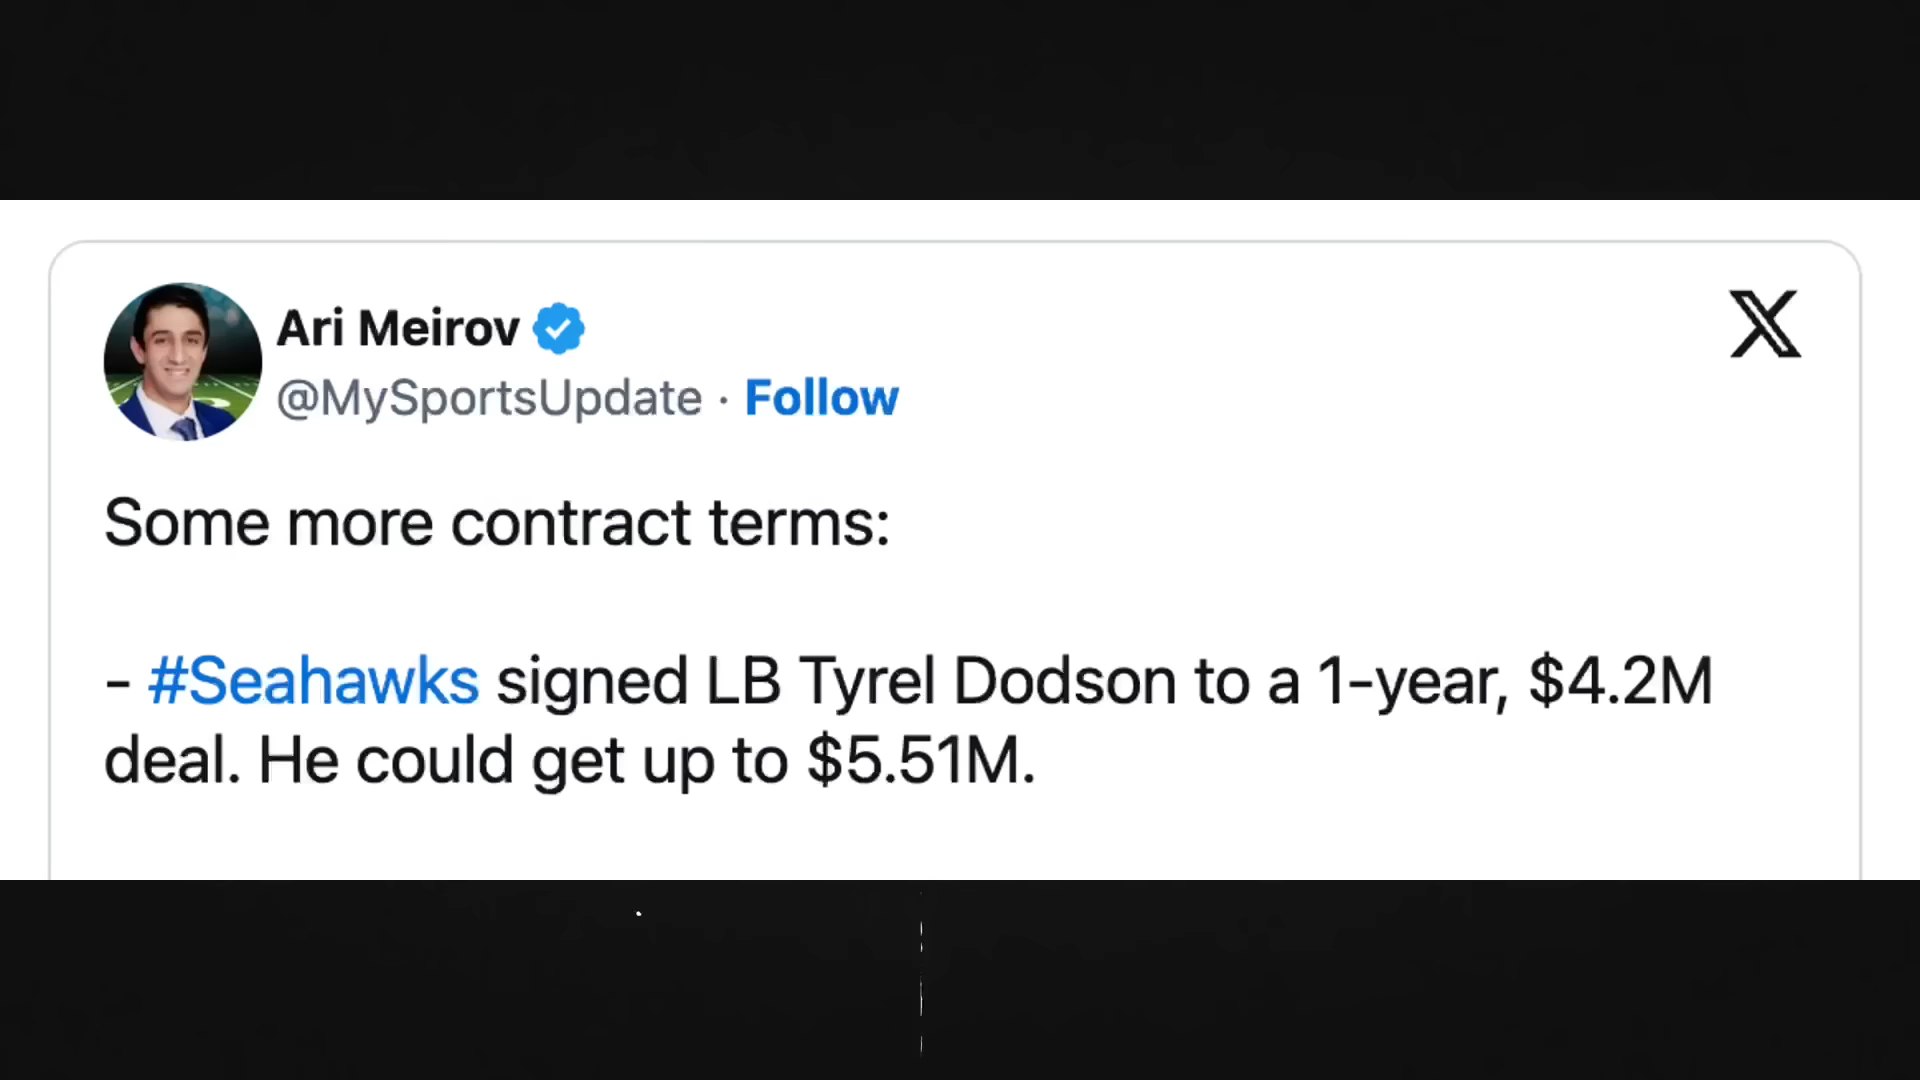 Ari Meirov
@MySportsUpdate · Follow
Some more contract terms:
- #Seahawks signed LB Tyrel Dodson to a 1-year, $4.2M
deal. He could get up to $5.51M.